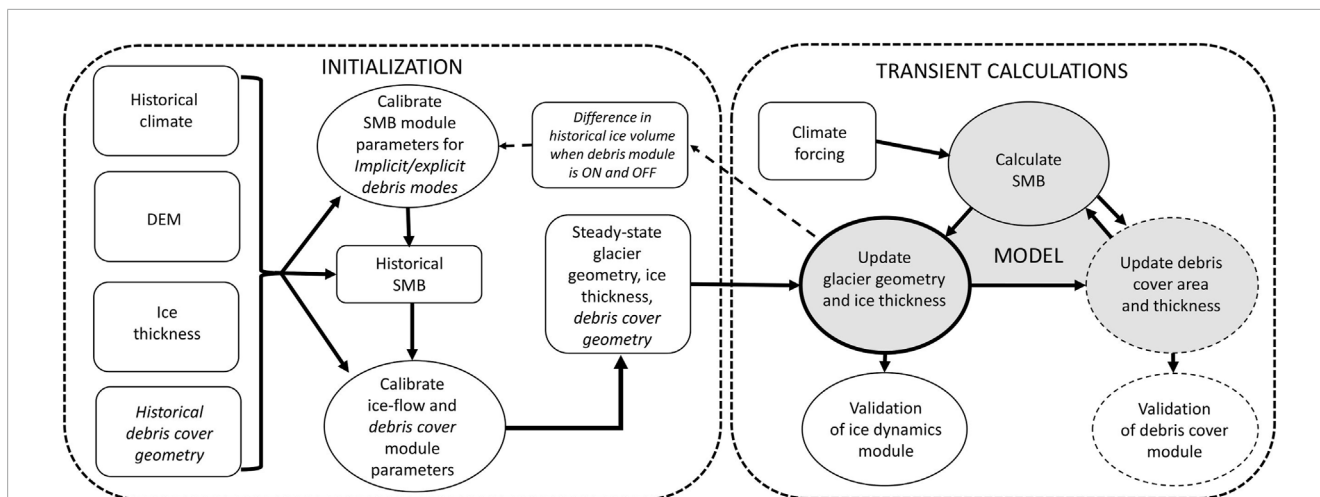 INITIALIZATION
Historical
climate
DEM
Ice
thickness
Historical
debris cover
geometry
Calibrate
SMB module
parameters for
Implicit/explicit
debris modes
Historical
SMB
Calibrate
ice-flow and
debris cover
module
parameters
Difference in
historical ice volume
when debris module
is ON and OFF
Steady-state
glacier
geometry, ice
thickness,
debris cover
geometry
TRANSIENT CALCULATIONS
Climate
forcing
Calculate
SMB
MODEL
Update
glacier geometry
and ice thickness
Update debris
cover area
and thickness
Validation
of ice dynamics
module
Validation
of debris cover
module